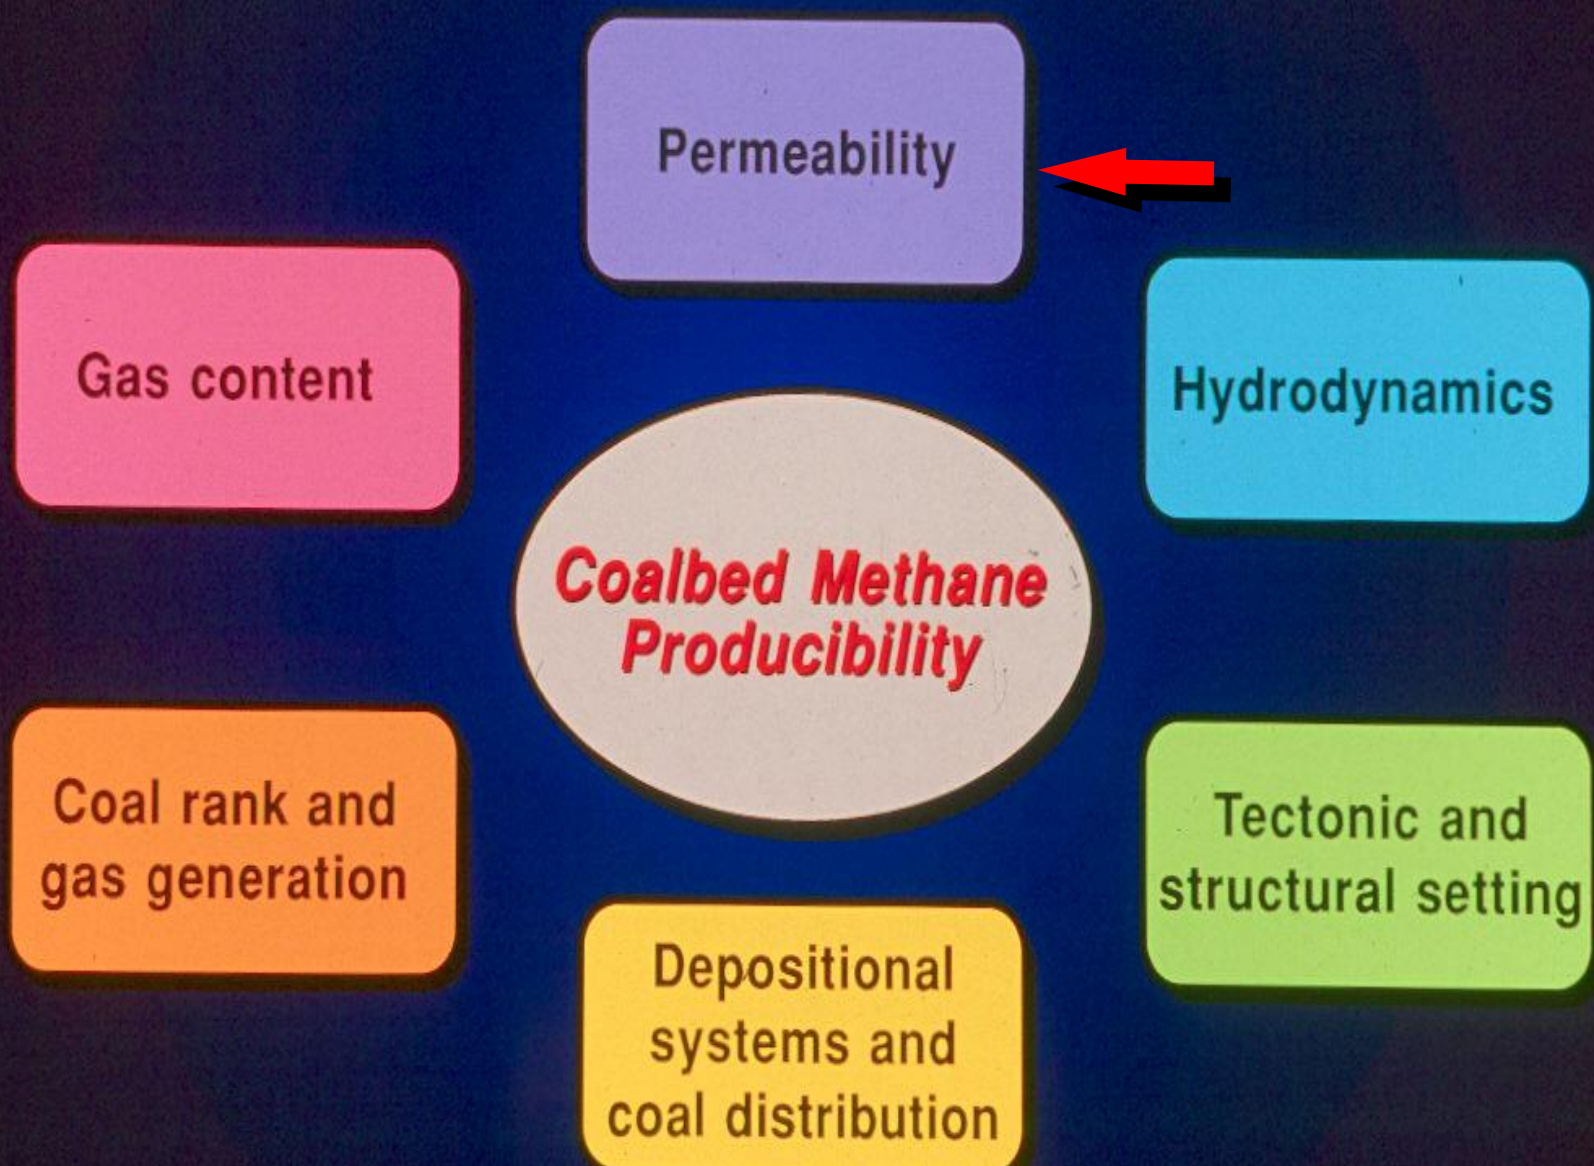 Permeability
Gas content
Hydrodynamics
Coalbed Methane
Producibility
Coal rank and
gas generation
Tectonic and
structural setting
Depositional
systems and
coal distribution